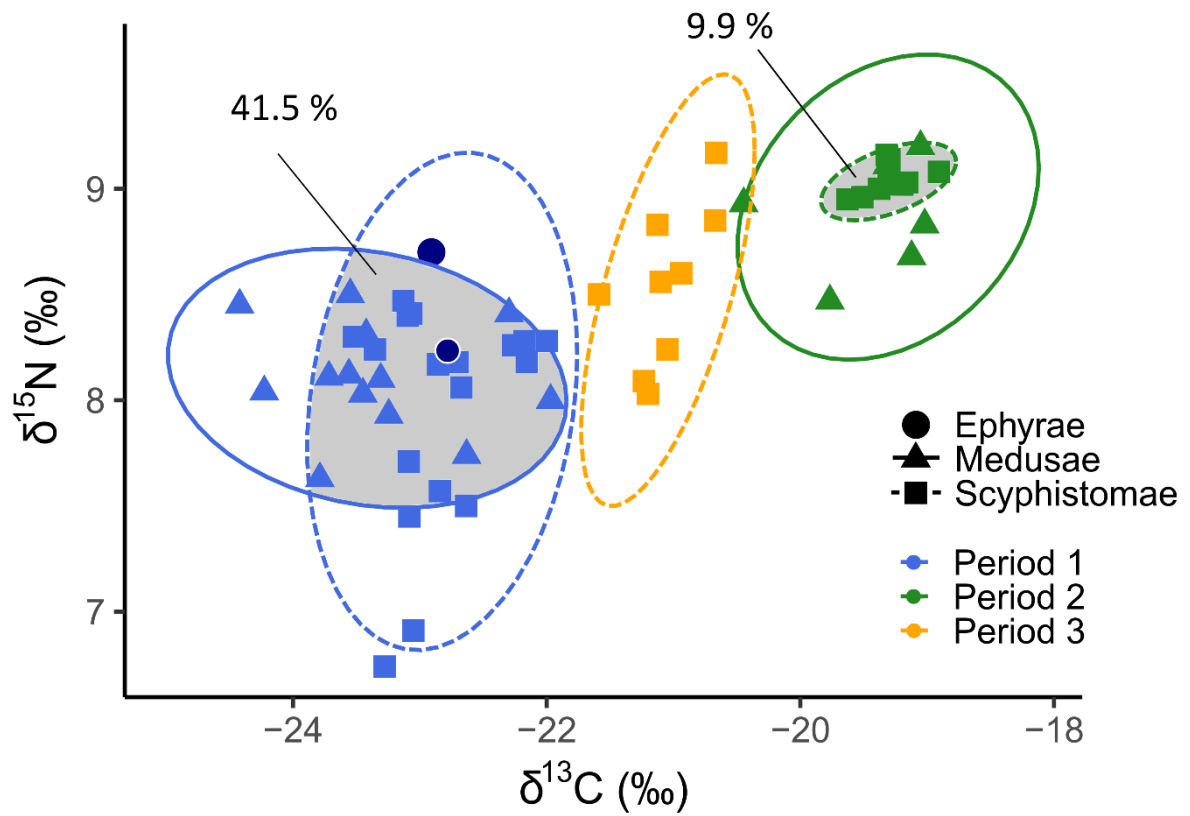 9.9 %
41.5 %
9
8
7
δ15N (‰)
Ephyrae
Medusae
Scyphistomae
Period 1
Period 2
Period 3
−24
−22
−20
−18
δ13C (‰)